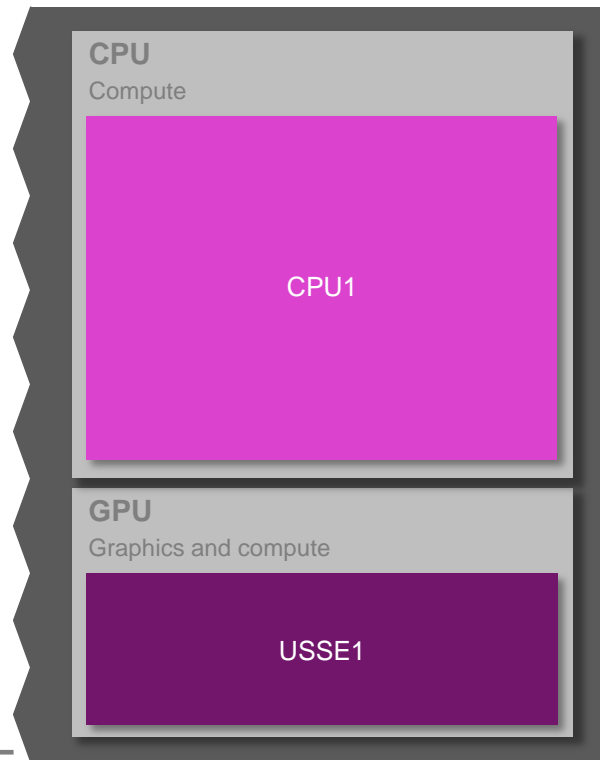 CPU
Compute
CPU1
GPU
Graphics and compute
USSE1